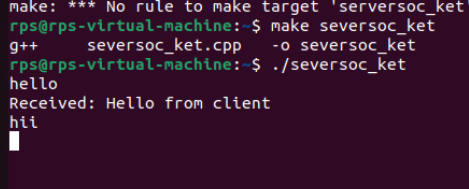 make: *** No rule to make target 'serversoc_ket'
rps@rps-virtual-machine:~$ make seversoc_ket
g++     seversoc_ket.cpp   -o seversoc_ket
rps@rps-virtual-machine:~$ ./seversoc_ket
hello
Received: Hello from client
hii